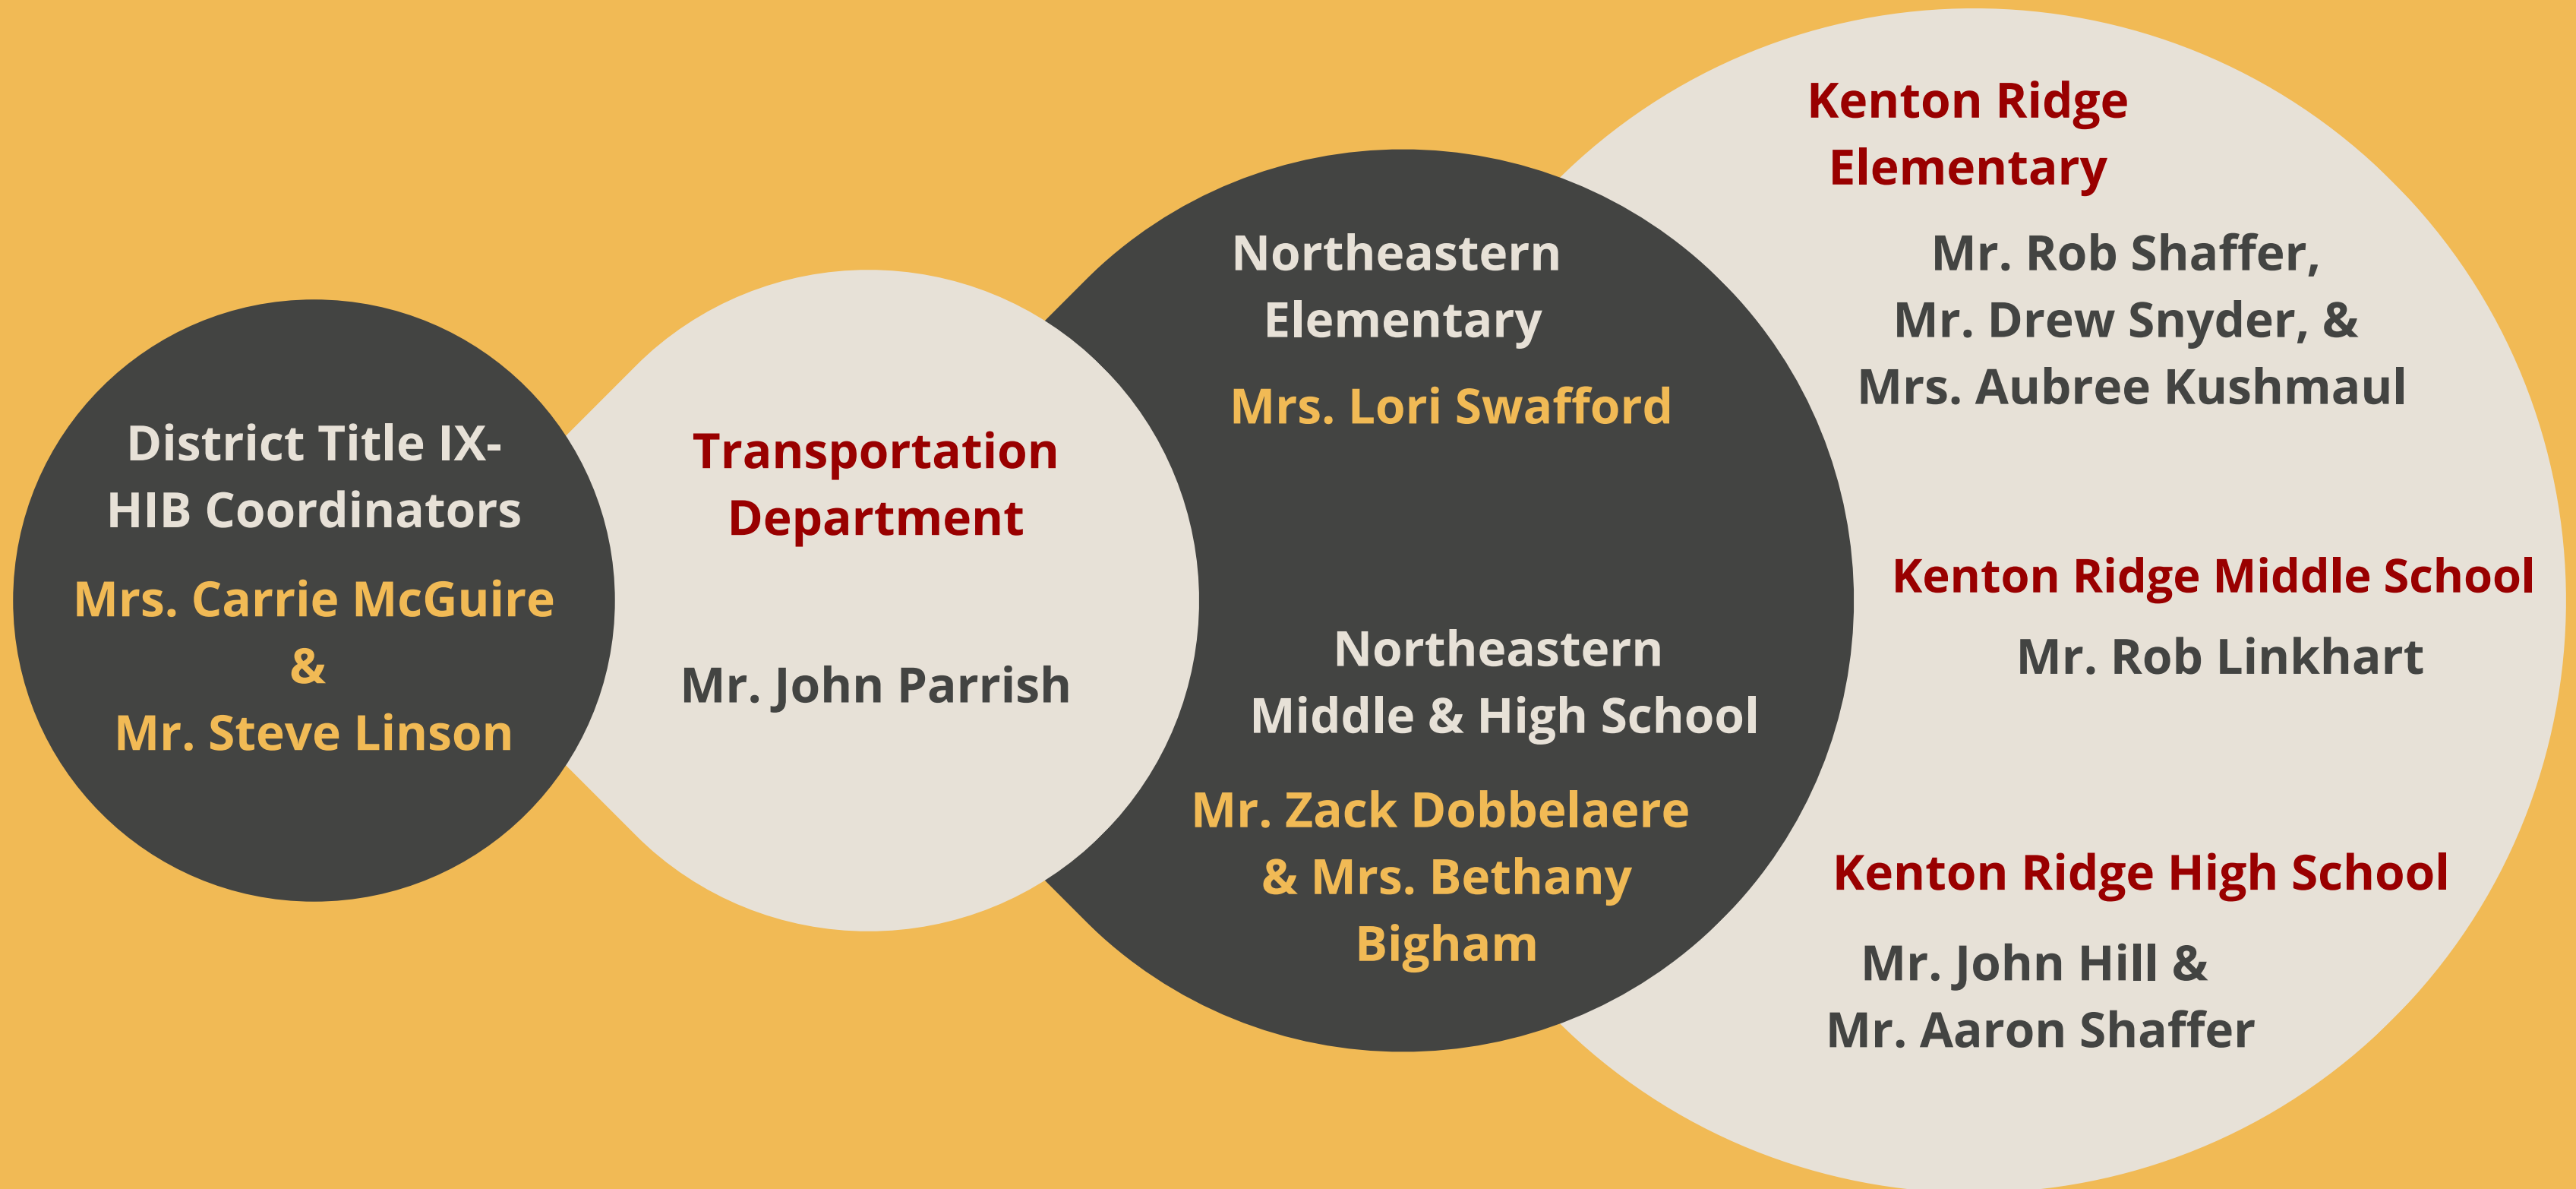 District Title IX-
HIB Coordinators
Mrs. Carrie McGuire
&
Mr. Steve Linson
Transportation
Department
Mr. John Parrish
Northeastern
Elementary
Mrs. Lori Swafford
Northeastern
Middle & High School
Mr. Zack Dobbelaere
& Mrs. Bethany
Bigham
Kenton Ridge
Elementary
Mr. Rob Shaffer,
Mr. Drew Snyder, &
Mrs. Aubree Kushmaul
Kenton Ridge Middle School
Mr. Rob Linkhart
Kenton Ridge High School
Mr. John Hill &
Mr. Aaron Shaffer